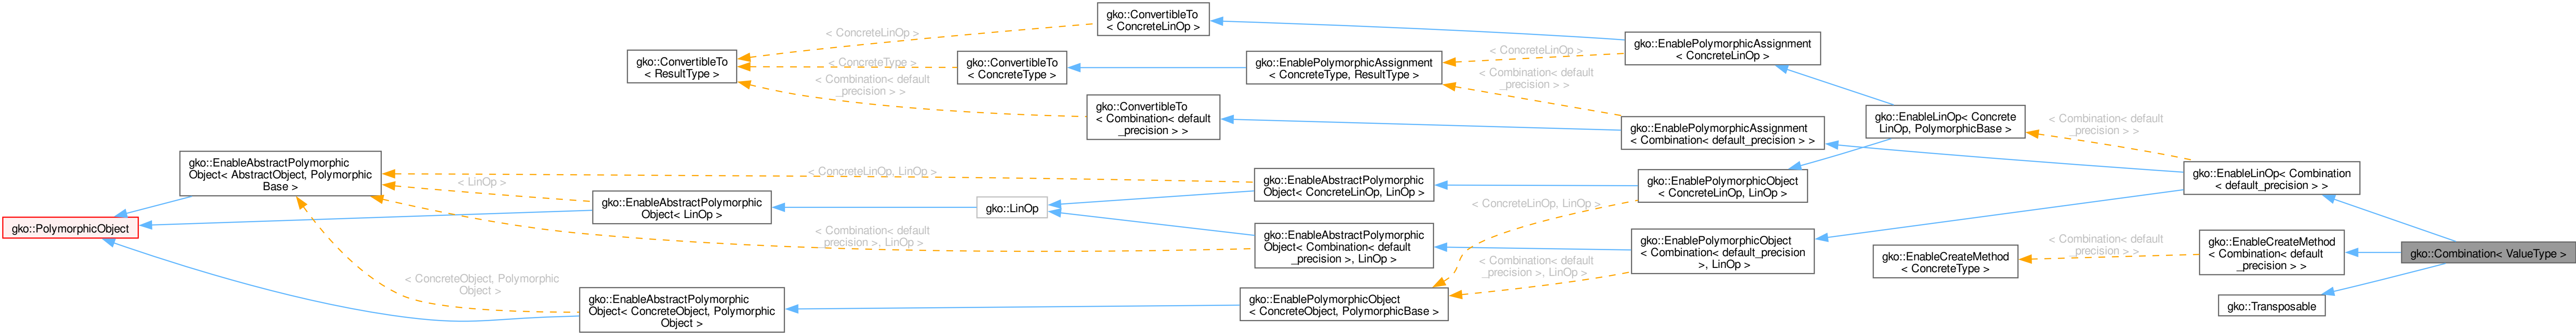 gko::ConvertibleTo
< ConcreteLinOp >
< ConcreteLinOp >
gko::EnablePolymorphicAssignment
< ConcreteLinOp >
gko::ConvertibleTo
< ResultType >
< ConcreteType >
gko::ConvertibleTo
< ConcreteType >
gko::EnablePolymorphicAssignment
< ConcreteType, ResultType >
< ConcreteLinOp >
< Combination< default
_precision > >
< Combination< default
_precision > >
gko::ConvertibleTo
< Combination< default
_precision > >
gko::EnableLinOp< Concrete
LinOp, PolymorphicBase >
< Combination< default
_precision > >
gko::EnablePolymorphicAssignment
< Combination< default_precision > >
gko::EnableAbstractPolymorphic
Object< AbstractObject, Polymorphic
Base >
< ConcreteLinOp, LinOp >
< LinOp >
gko::EnableAbstractPolymorphic
Object< ConcreteLinOp, LinOp >
gko::EnablePolymorphicObject
< ConcreteLinOp, LinOp >
gko::EnableLinOp< Combination
< default_precision > >
gko::EnableAbstractPolymorphic
Object< LinOp >
gko::LinOp
< ConcreteLinOp, LinOp >
gko::PolymorphicObject
< Combination< default
_precision >, LinOp >
gko::EnableAbstractPolymorphic
Object< Combination< default
_precision >, LinOp >
gko::EnablePolymorphicObject
< Combination< default_precision
>, LinOp >
gko::EnableCreateMethod
< ConcreteType >
< Combination< default
_precision > >
gko::EnableCreateMethod
< Combination< default
_precision > >
gko::Combination< ValueType >
< ConcreteObject, Polymorphic
Object >
< Combination< default
_precision >, LinOp >
gko::EnableAbstractPolymorphic
Object< ConcreteObject, Polymorphic
Object >
gko::EnablePolymorphicObject
< ConcreteObject, PolymorphicBase >
gko::Transposable